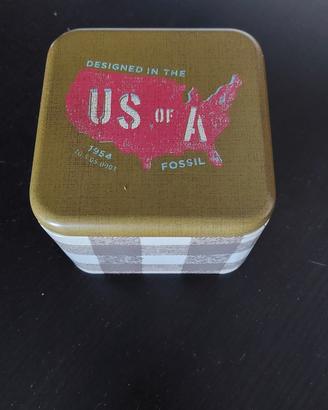 DESIGNED IN THE
US OF A
1954
FOSSIL